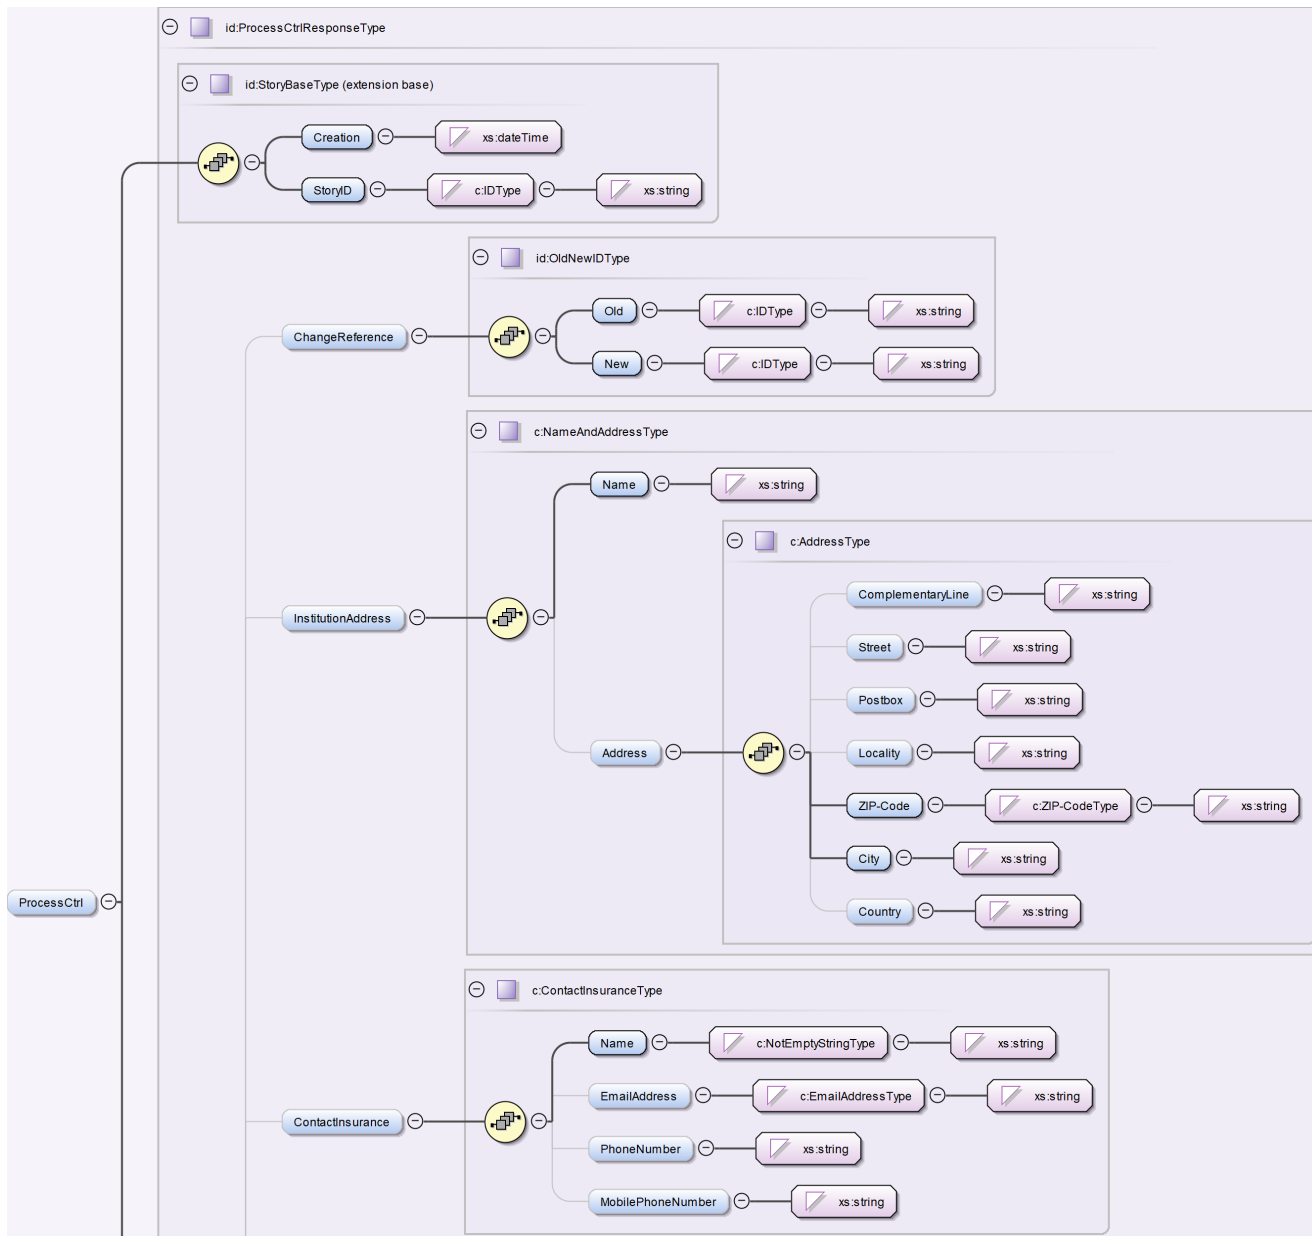 id:ProcessCtrlResponseType
id:StoryBaseType (extension base)
Creation xs:dateTime
StoryID c:IDType xs:string
id:OldNewIDType
Old c:IDType xs:string
ChangeReference
New c:IDType xs:string
c:NameAndAddressType
Name xs:string
c:AddressType
ComplementaryLine xs:string
InstitutionAddress
Street xs:string
Postbox xs:string
Address
Locality xs:string
ZIP-Code c:ZIP-CodeType xs:string
City xs:string
ProcessCtrl
Country xs:string
c:ContactInsuranceType
Name c:NotEmptyStringType xs:string
EmailAddress c:EmailAddressType xs:string
ContactInsurance
PhoneNumber xs:string
MobilePhoneNumber xs:string